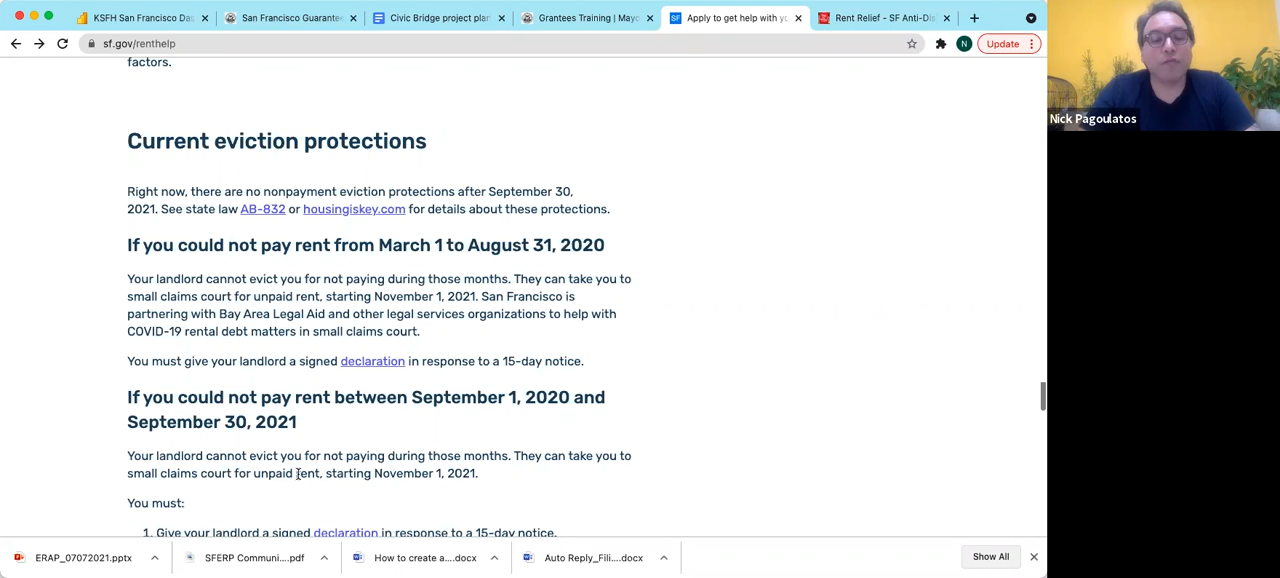 KSFH San Francisco Das
San Francisco Guarante
Civic Bridge project plan
Grantees Training | Mayo
Apply to get help with yo
Rent Relief - SF Anti-Dis
sf.gov/renthelp
N
Update
factors.
Current eviction protections
Right now, there are no nonpayment eviction protections after September 30,
2021. See state law AB-832 or housingiskey.com for details about these protections.
If you could not pay rent from March 1 to August 31, 2020
Your landlord cannot evict you for not paying during those months. They can take you to
small claims court for unpaid rent, starting November 1, 2021. San Francisco is
partnering with Bay Area Legal Aid and other legal services organizations to help with
COVID-19 rental debt matters in small claims court.
You must give your landlord a signed declaration in response to a 15-day notice.
If you could not pay rent between September 1, 2020 and
September 30, 2021
Your landlord cannot evict you for not paying during those months. They can take you to
small claims court for unpaid rent, starting November 1, 2021.
You must:
1. Give your landlord a signed declaration in response to a 15-day notice.
ERAP_07072021.pptx
SFERP Communi....pdf
How to create a....docx
Auto Reply_Fili....docx
Show All
Nick Pagoulatos